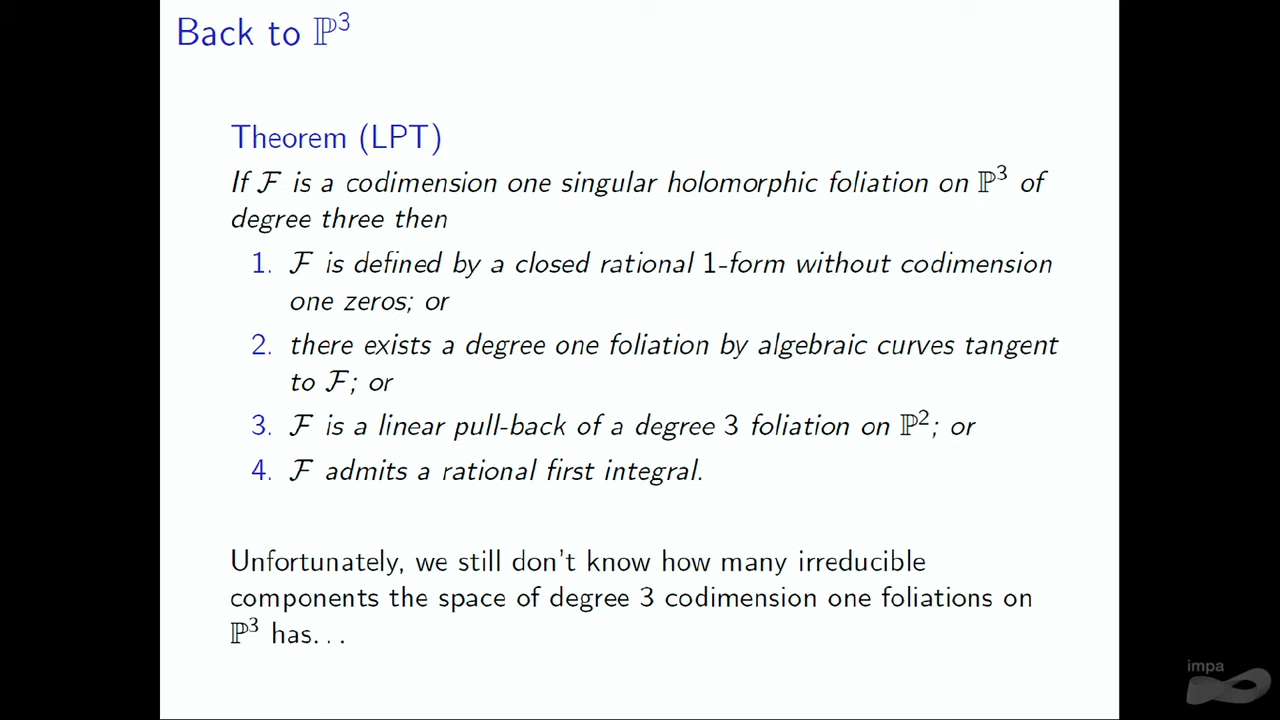 Back to ℙ³
Theorem (LPT)
If ℱ is a codimension one singular holomorphic foliation on ℙ³ of
degree three then
1. ℱ is defined by a closed rational 1-form without codimension
one zeros; or
2. there exists a degree one foliation by algebraic curves tangent
to ℱ; or
3. ℱ is a linear pull-back of a degree 3 foliation on ℙ²; or
4. ℱ admits a rational first integral.
Unfortunately, we still don't know how many irreducible
components the space of degree 3 codimension one foliations on
ℙ³ has...
impa